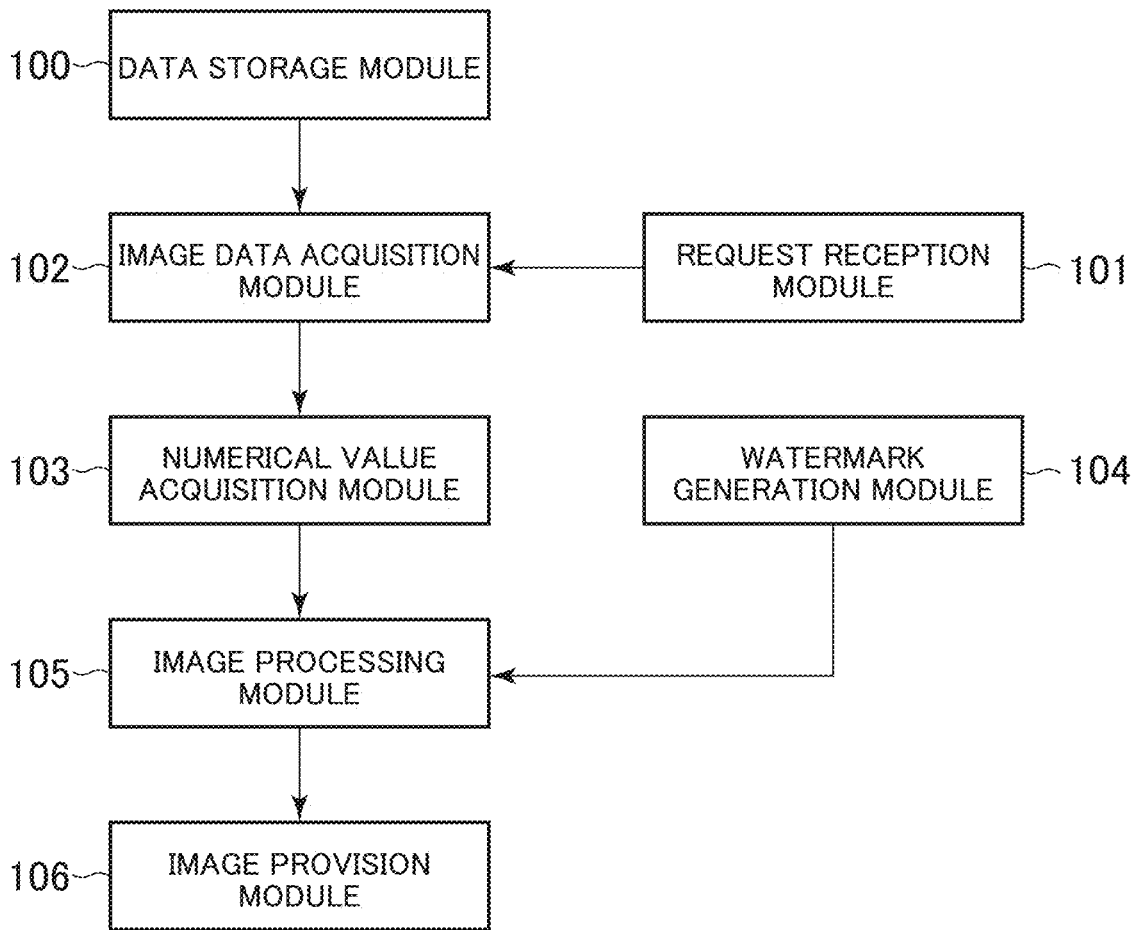 100
DATA STORAGE MODULE
102
IMAGE DATA ACQUISITION
MODULE
REQUEST RECEPTION
MODULE
101
103
NUMERICAL VALUE
ACQUISITION MODULE
WATERMARK
GENERATION MODULE
104
105
IMAGE PROCESSING
MODULE
106
IMAGE PROVISION
MODULE